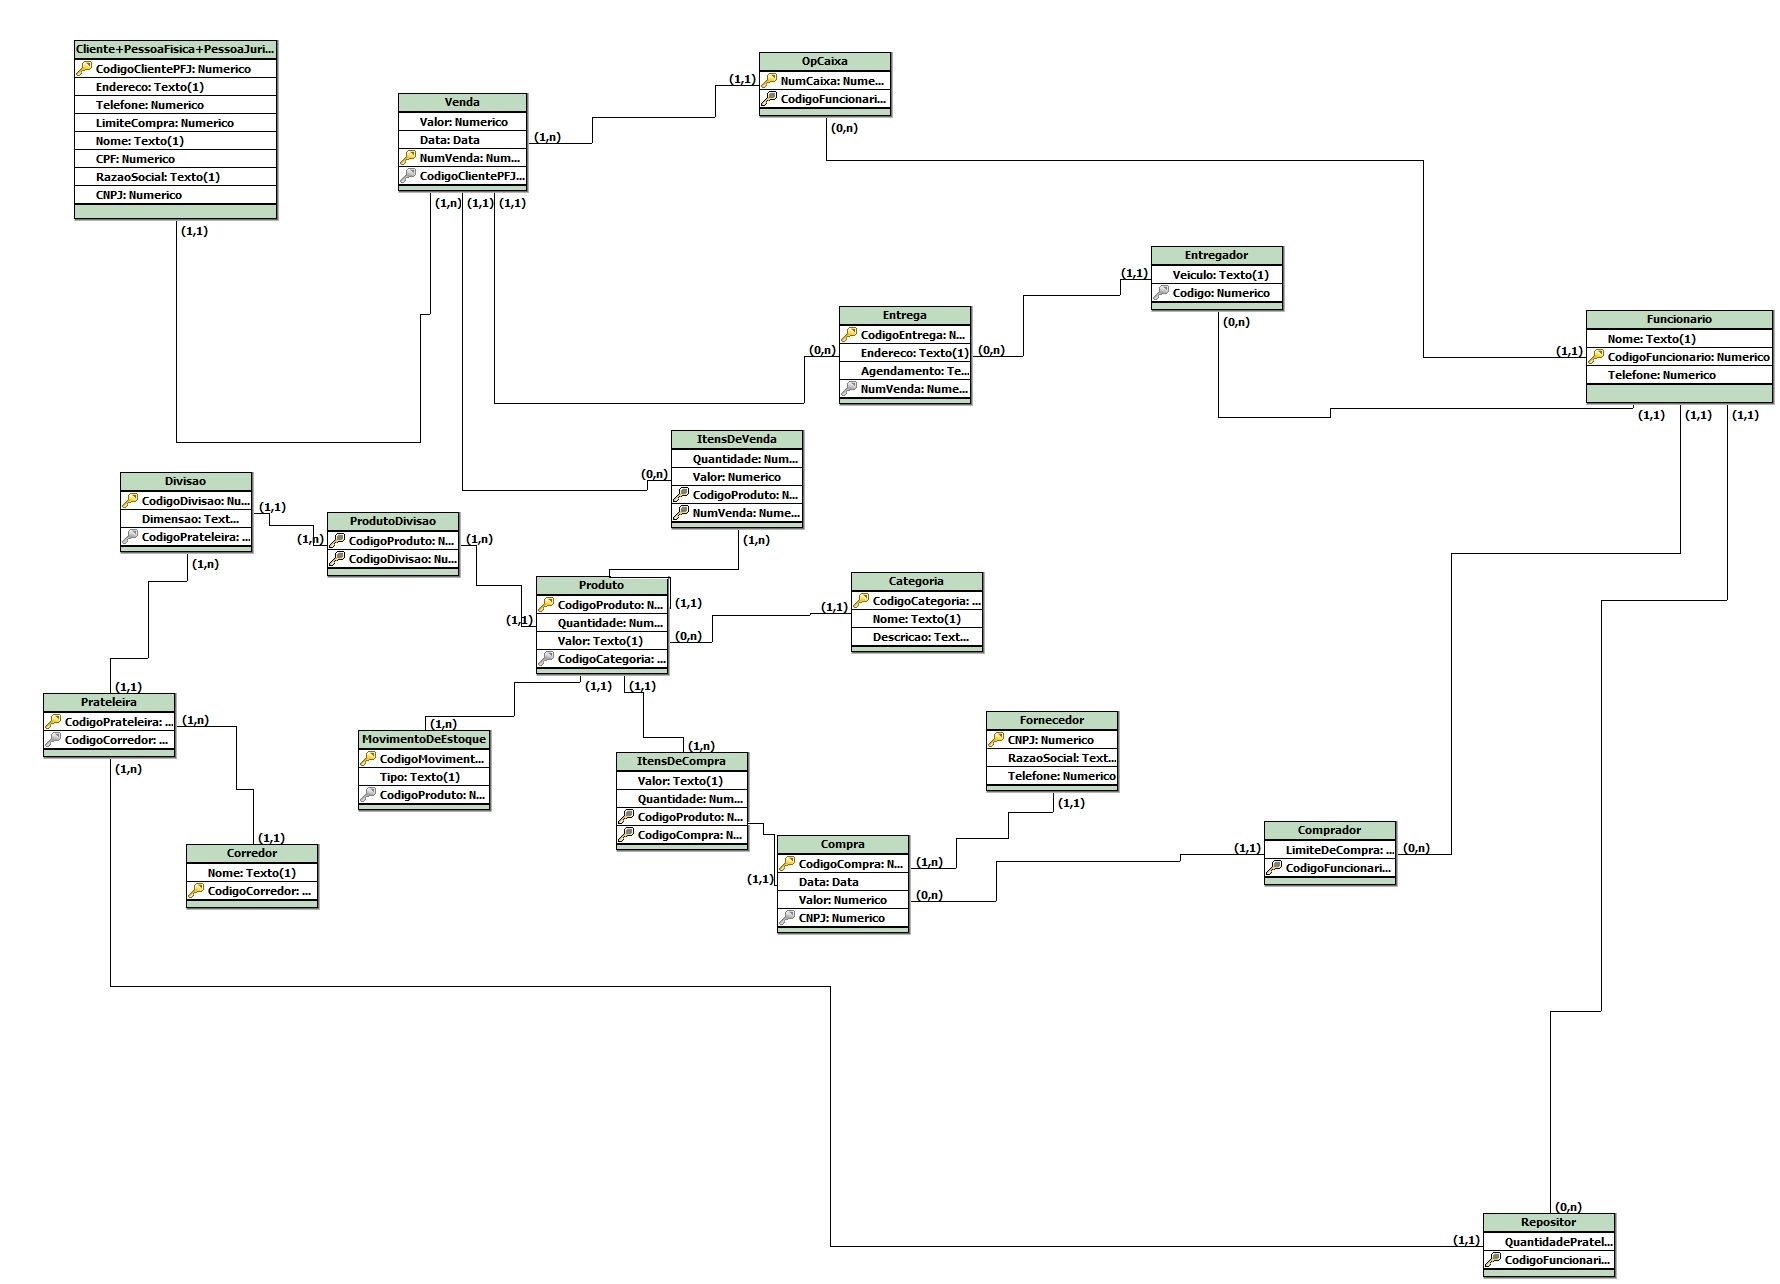 Cliente+PessoaFisica+PessoaJuri...
CodigoClientePFJ: Numerico
Endereco: Texto(1)
Telefone: Numerico
LimiteCompra: Numerico
Nome: Texto(1)
CPF: Numerico
RazaoSocial: Texto(1)
CNPJ: Numerico
(1,1)
Venda
Valor: Numerico
Data: Data
NumVenda: Num...
CodigoClientePFJ...
(1,n)
(1,n)
(1,1)
(1,1)
OpCaixa
NumCaixa: Nume...
CodigoFuncionari...
(1,1)
(0,n)
Entregador
Veiculo: Texto(1)
Codigo: Numerico
(1,1)
(0,n)
Entrega
CodigoEntrega: N...
Endereco: Texto(1)
Agendamento: Te...
NumVenda: Nume...
(0,n)
(0,n)
Funcionario
Nome: Texto(1)
CodigoFuncionario: Numerico
Telefone: Numerico
(1,1)
(1,1)
(1,1)
(1,1)
ItensDeVenda
Quantidade: Num...
Valor: Numerico
CodigoProduto: N...
NumVenda: Nume...
(0,n)
(1,n)
Divisao
CodigoDivisao: Nu...
Dimensao: Text...
CodigoPrateleira: ...
(1,1)
(1,n)
ProdutoDivisao
CodigoProduto: N...
CodigoDivisao: Nu...
(1,n)
(1,n)
Produto
CodigoProduto: N...
Quantidade: Num...
Valor: Texto(1)
CodigoCategoria: ...
(1,1)
(1,1)
(0,n)
(1,1)
(1,1)
Categoria
CodigoCategoria: ...
Nome: Texto(1)
Descricao: Text...
(1,1)
Prateleira
CodigoPrateleira: ...
CodigoCorredor: ...
(1,1)
(1,n)
(1,n)
MovimentoDeEstoque
CodigoMoviment...
Tipo: Texto(1)
CodigoProduto: N...
(1,n)
ItensDeCompra
Valor: Texto(1)
Quantidade: Num...
CodigoProduto: N...
CodigoCompra: N...
(1,n)
Fornecedor
CNPJ: Numerico
RazaoSocial: Text...
Telefone: Numerico
(1,1)
Corredor
Nome: Texto(1)
CodigoCorredor: ...
(1,1)
Compra
CodigoCompra: N...
Data: Data
Valor: Numerico
CNPJ: Numerico
(1,1)
(1,n)
(0,n)
Comprador
LimiteDeCompra: ...
CodigoFuncionari...
(1,1)
(0,n)
Repositor
QuantidadePratel...
CodigoFuncionari...
(0,n)
(1,1)